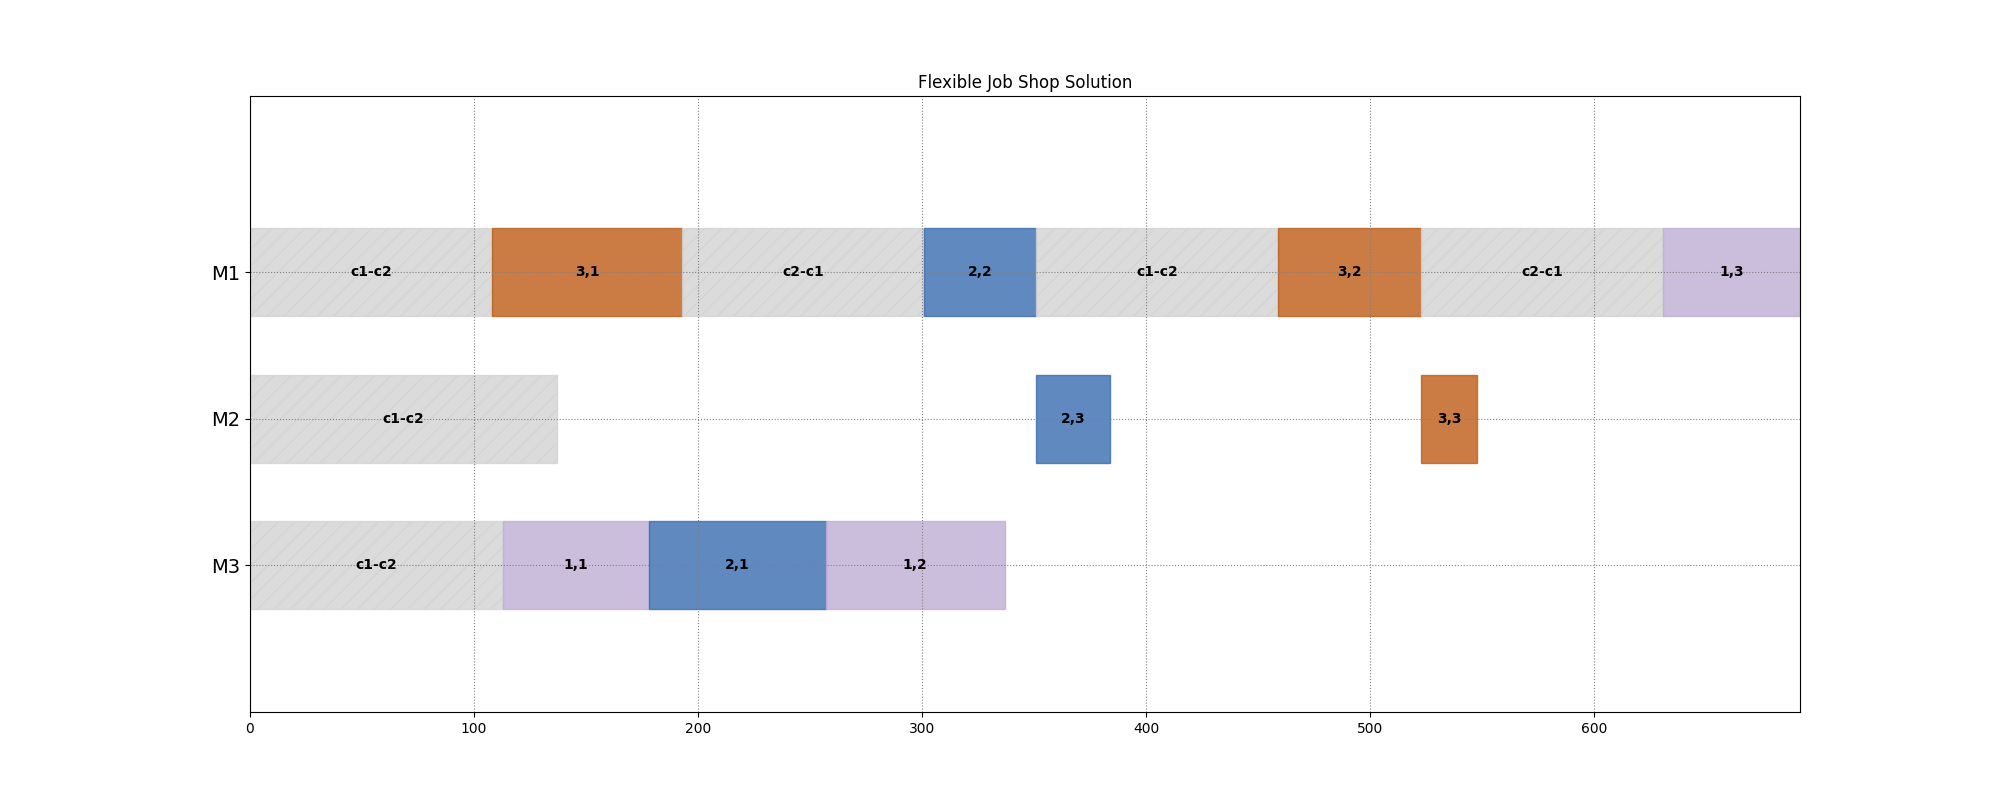 Flexible Job Shop Solution
M1
c1-c2
3,1
c2-c1
2,2
c1-c2
3,2
c2-c1
1,3
M2
c1-c2
2,3
3,3
M3
c1-c2
1,1
2,1
1,2
0
100
200
300
400
500
600